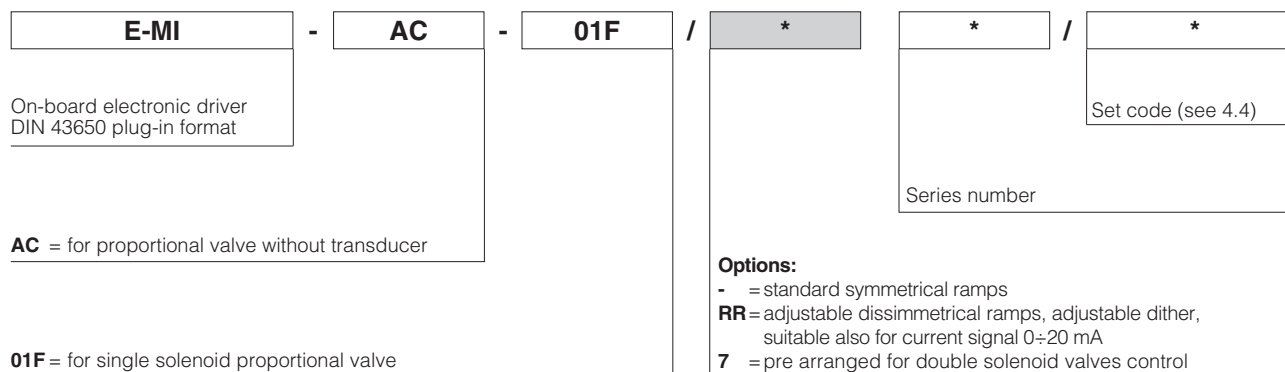 E-MI - AC - 01F / * * / *
On-board electronic driver
DIN 43650 plug-in format
Set code (see 4.4)
Series number
AC = for proportional valve without transducer
Options:
- = standard symmetrical ramps
RR = adjustable dissimmetrical ramps, adjustable dither,
suitable also for current signal 0÷20 mA
01F = for single solenoid proportional valve
7 = pre arranged for double solenoid valves control